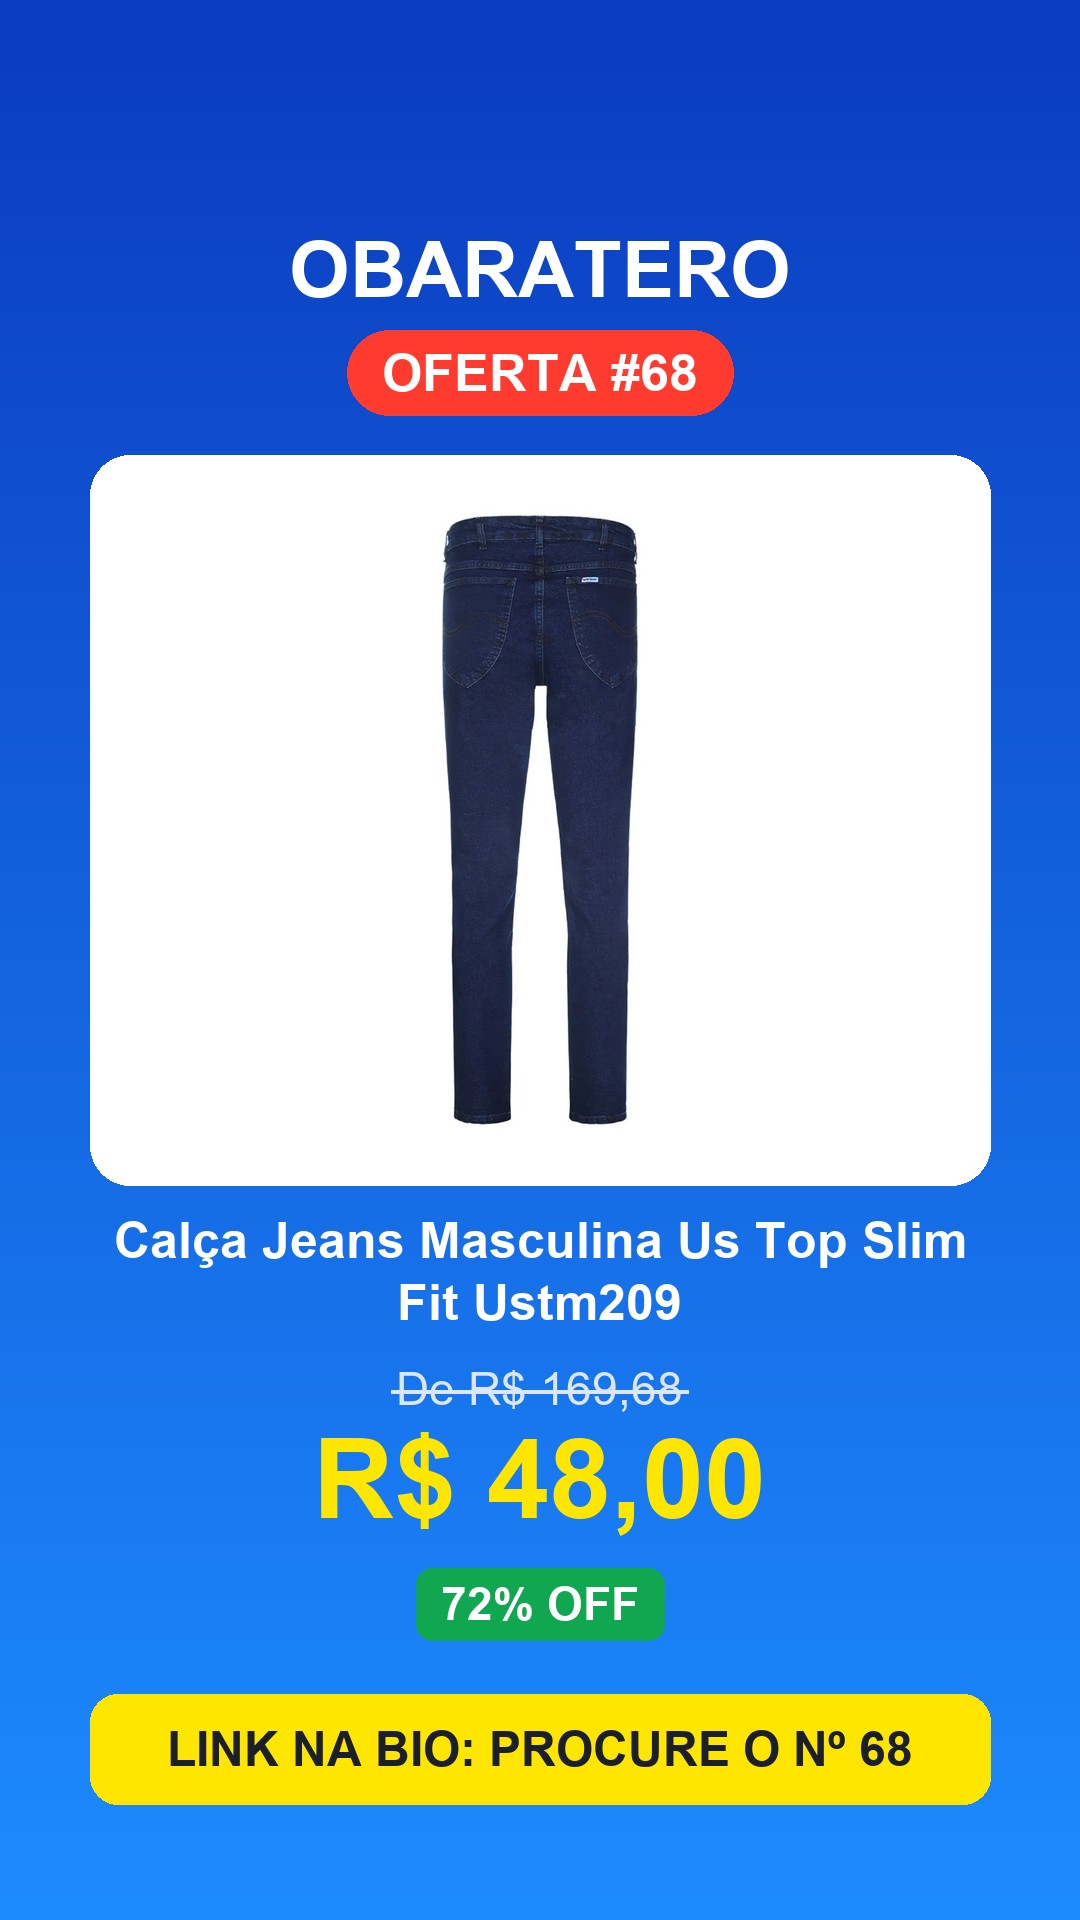 OBARATERO
OFERTA #68
Calça Jeans Masculina Us Top Slim
Fit Ustm209
De R$ 169,68
R$ 48,00
72% OFF
LINK NA BIO: PROCURE O Nº 68